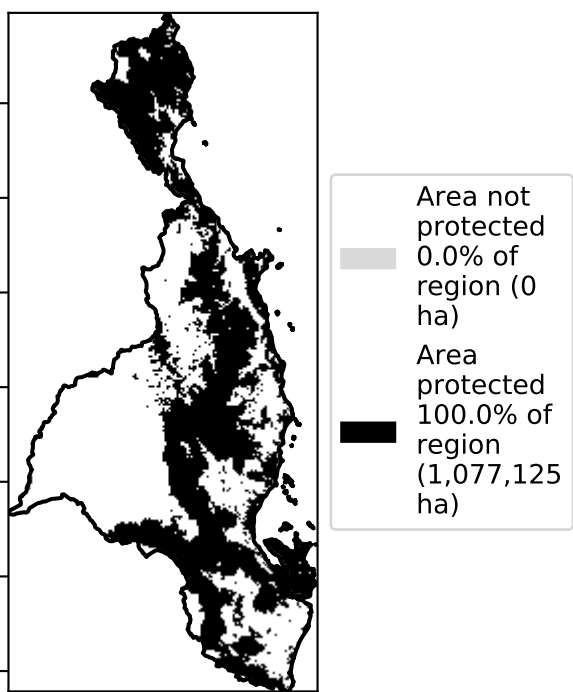 Area not
protected
0.0% of
region (0
ha)
Area
protected
100.0% of
region
(1,077,125
ha)